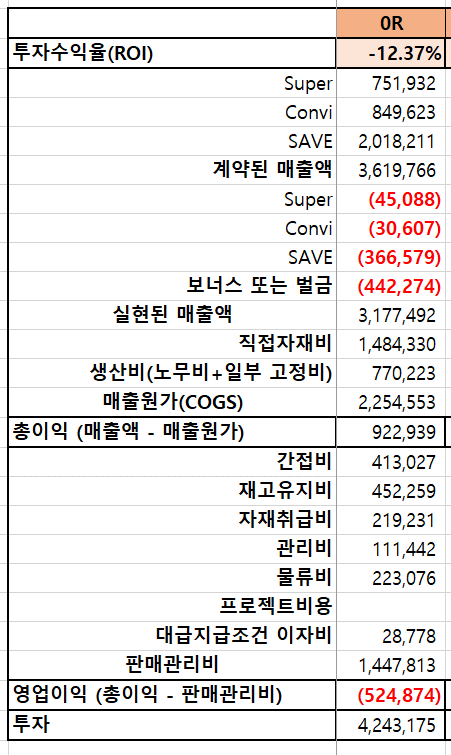 0R
투자수익율(ROI) -12.37%
Super 751,932
Convi 849,623
SAVE 2,018,211
계약된 매출액 3,619,766
Super (45,088)
Convi (30,607)
SAVE (366,579)
보너스 또는 벌금 (442,274)
실현된 매출액 3,177,492
직접자재비 1,484,330
생산비(노무비+일부 고정비) 770,223
매출원가(COGS) 2,254,553
총이익 (매출액 - 매출원가) 922,939
간접비 413,027
재고유지비 452,259
자재취급비 219,231
관리비 111,442
물류비 223,076
프로젝트비용
대급지급조건 이자비 28,778
판매관리비 1,447,813
영업이익 (총이익 - 판매관리비) (524,874)
투자 4,243,175